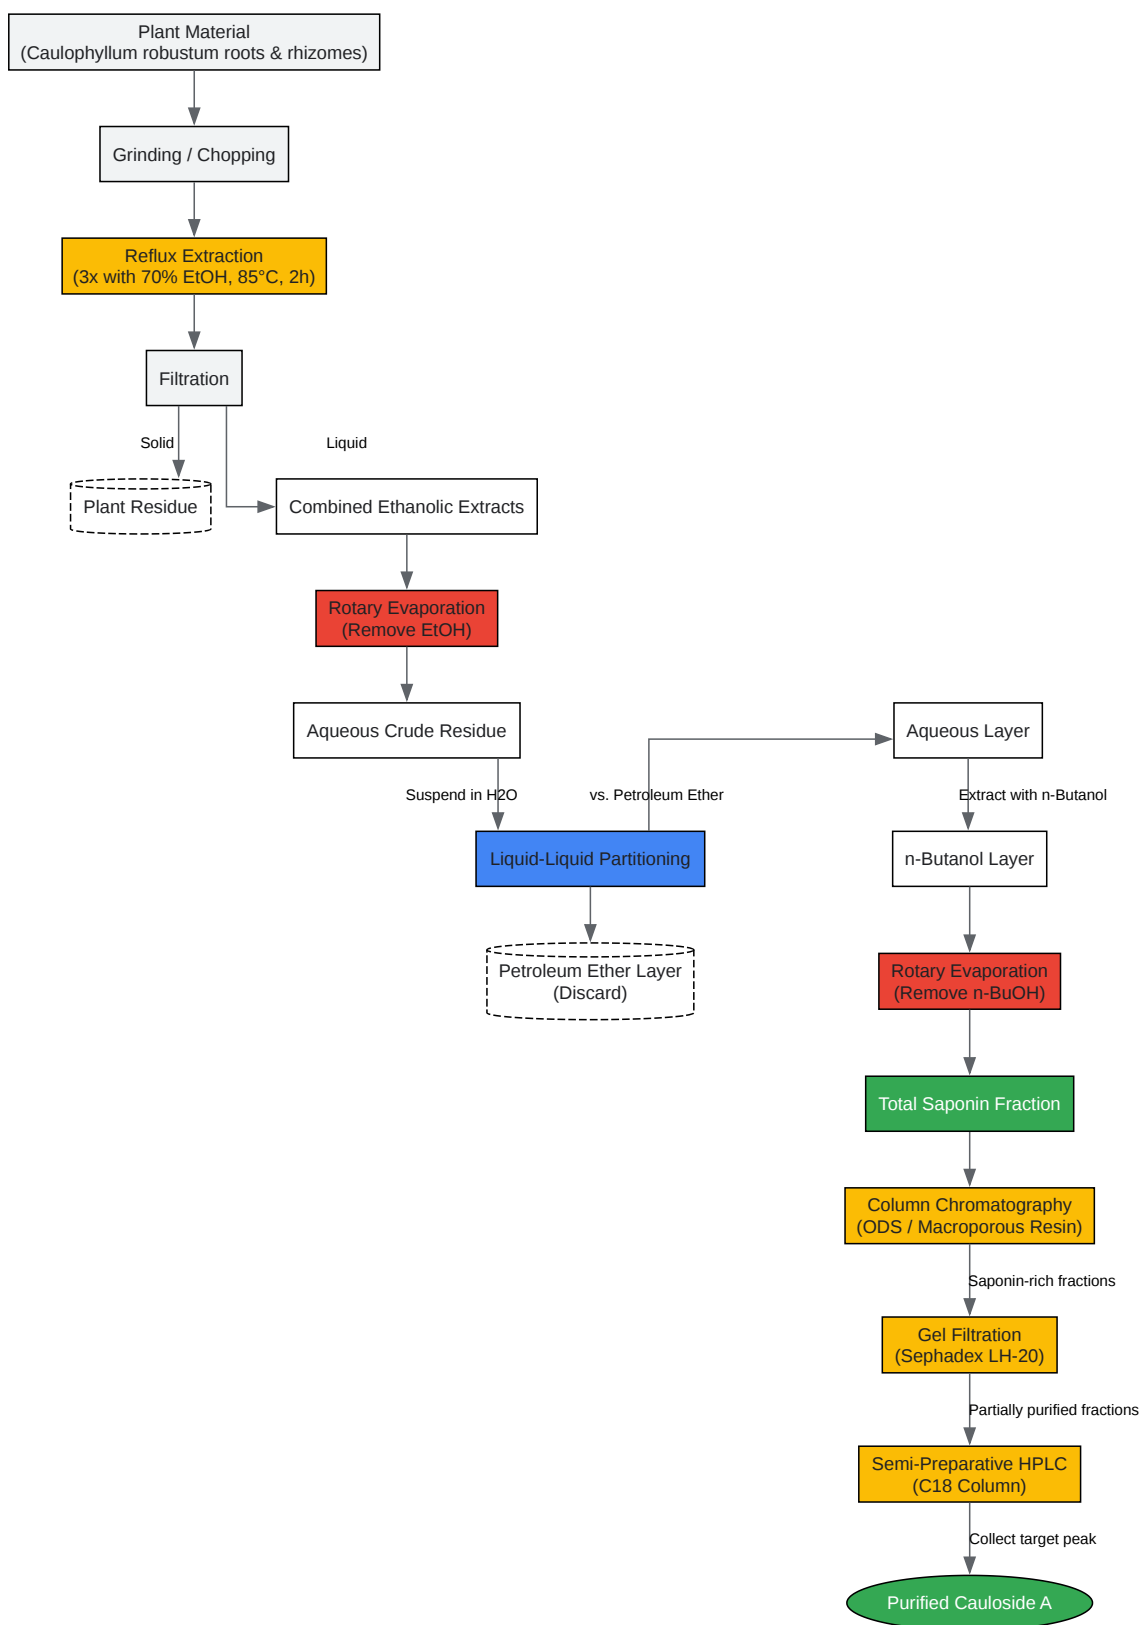 Plant Material
(Caulophyllum robustum roots & rhizomes)
Grinding / Chopping
Reflux Extraction
(3x with 70% EtOH, 85°C, 2h)
Filtration
Solid
Liquid
Plant Residue
Combined Ethanolic Extracts
Rotary Evaporation
(Remove EtOH)
Aqueous Crude Residue
Aqueous Layer
Suspend in H2O
vs. Petroleum Ether
Extract with n-Butanol
Liquid-Liquid Partitioning
n-Butanol Layer
Petroleum Ether Layer
(Discard)
Rotary Evaporation
(Remove n-BuOH)
Total Saponin Fraction
Column Chromatography
(ODS / Macroporous Resin)
Saponin-rich fractions
Gel Filtration
(Sephadex LH-20)
Partially purified fractions
Semi-Preparative HPLC
(C18 Column)
Collect target peak
Purified Cauloside A